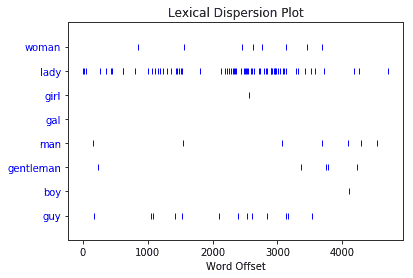 Lexical Dispersion Plot
woman
lady
girl
gal
man
gentleman
boy
guy
0 1000 2000 3000 4000
Word Offset